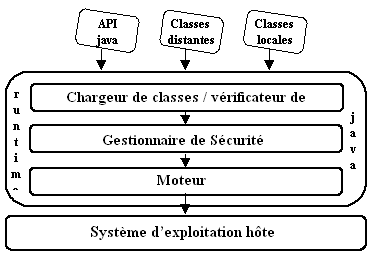 API
java
Classes
distantes
Classes
locales
runtime
java
Chargeur de classes / vérificateur de
Gestionnaire de Sécurité
Moteur
Système d'exploitation hôte